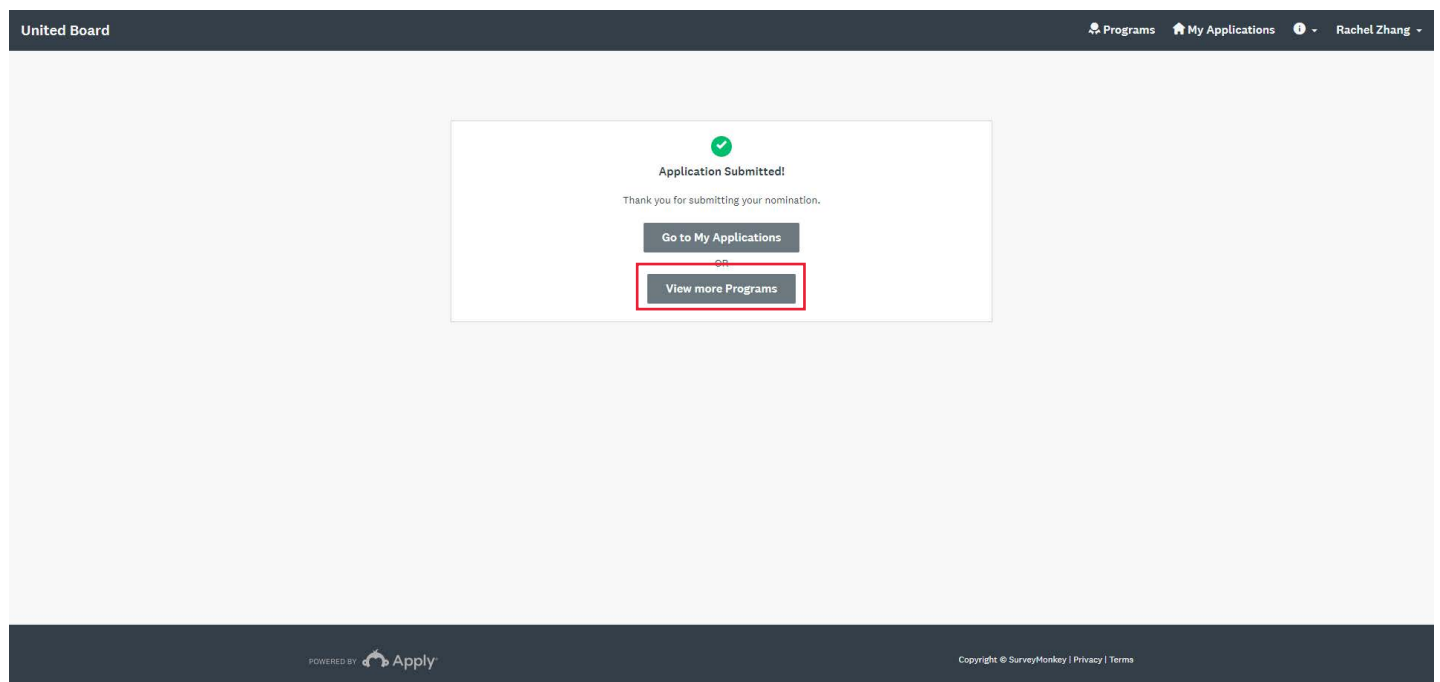 United Board
Programs My Applications Rachel Zhang
Application Submitted!
Thank you for submitting your nomination.
Go to My Applications
OR
View more Programs
POWERED BY Apply
Copyright © SurveyMonkey | Privacy | Terms